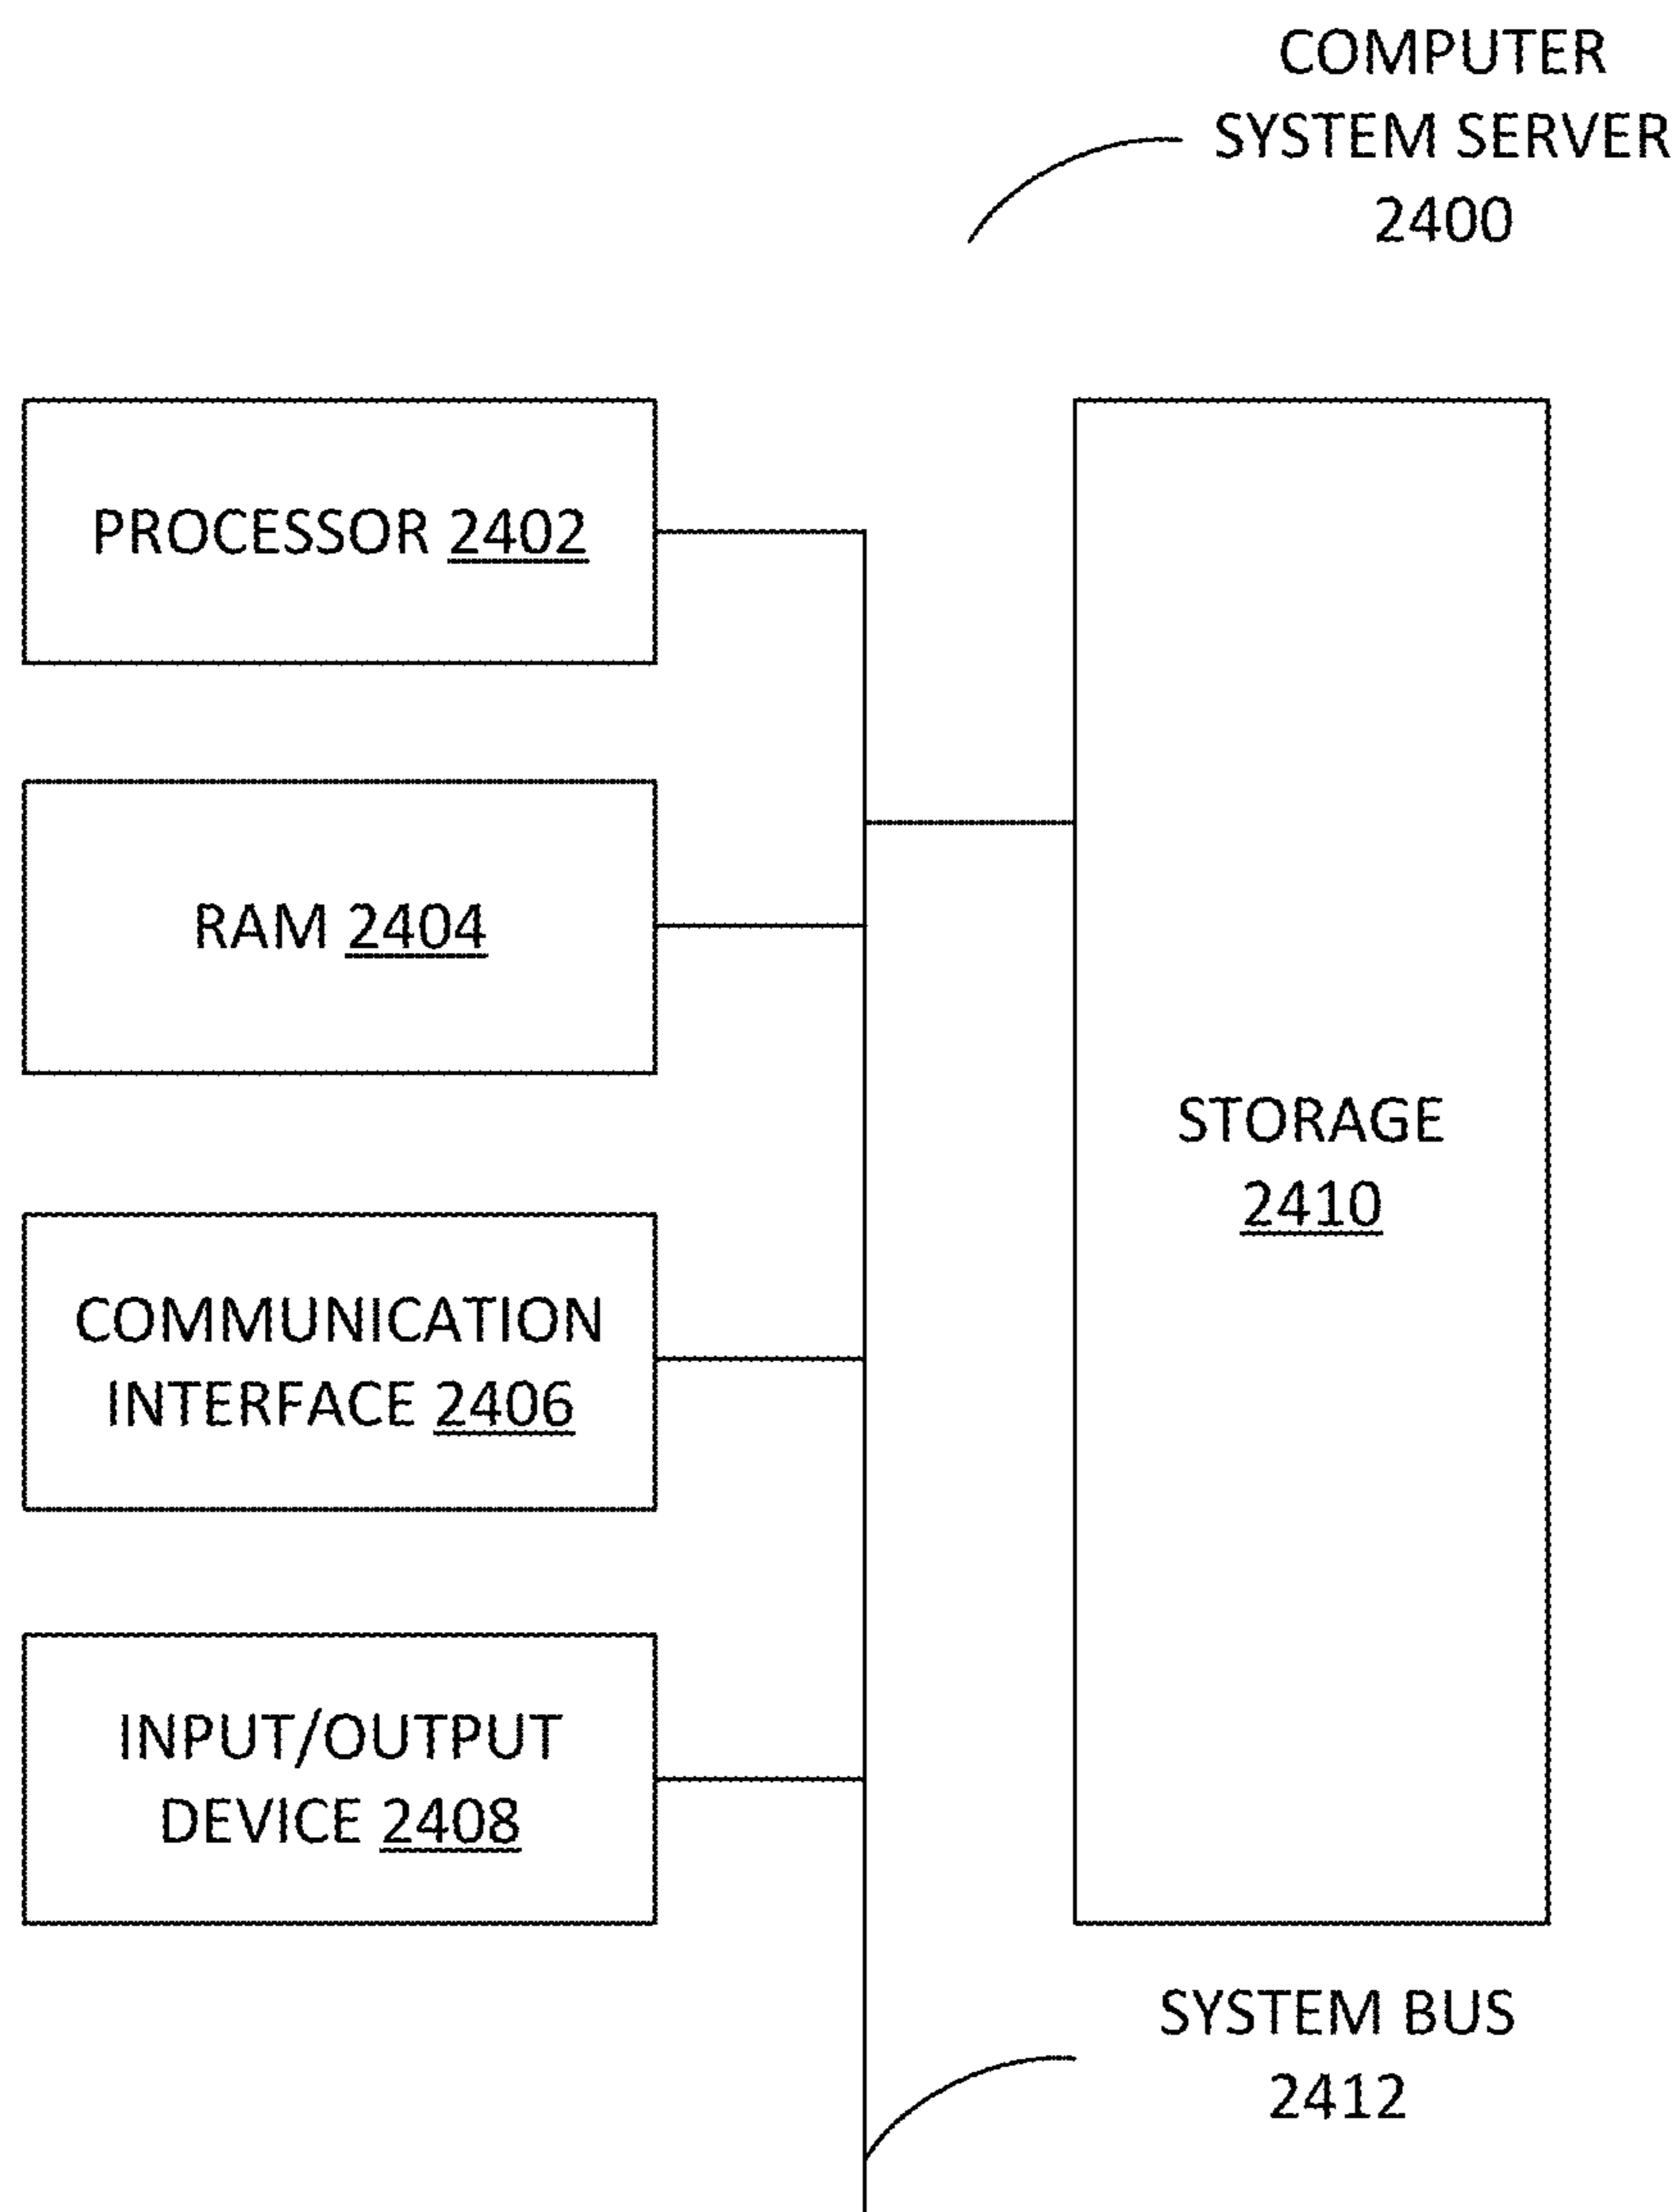 COMPUTER
SYSTEM SERVER
2400
PROCESSOR 2402
RAM 2404
STORAGE
2410
COMMUNICATION
INTERFACE 2406
INPUT/OUTPUT
DEVICE 2408
SYSTEM BUS
2412